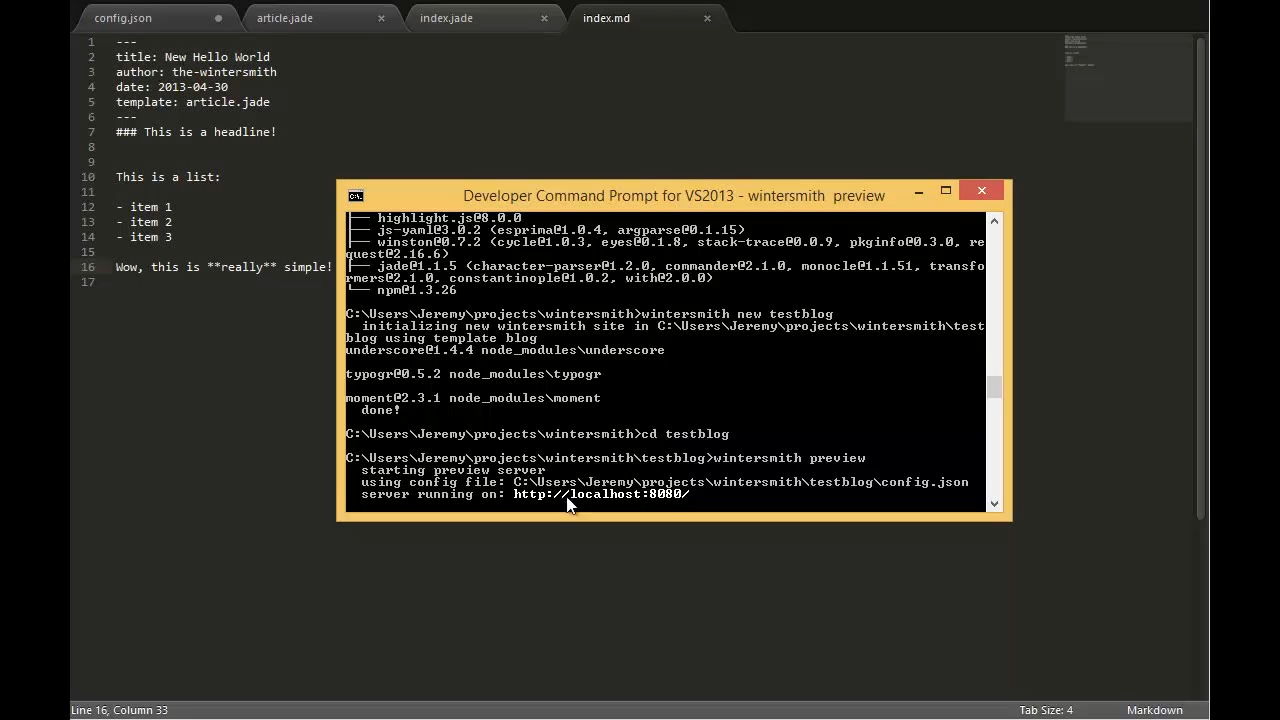 config.json
article.jade
index.jade
index.md
1 ---
2 title: New Hello World
3 author: the-wintersmith
4 date: 2013-04-30
5 template: article.jade
6 ---
7 ### This is a headline!
8
9
10 This is a list:
11
12 - item 1
13 - item 2
14 - item 3
15
16 Wow, this is **really** simple!
17
Developer Command Prompt for VS2013 - wintersmith preview
├── highlight.js@8.0.0
├── js-yaml@3.0.2 (esprima@1.0.4, argparse@0.1.15)
├── winston@0.7.2 (cycle@1.0.3, eyes@0.1.8, stack-trace@0.0.9, pkginfo@0.3.0, re
quest@2.16.6)
├── jade@1.1.5 (character-parser@1.2.0, commander@2.1.0, monocle@1.1.51, transfo
rmers@2.1.0, constantinople@1.0.2, with@2.0.0)
└── npm@1.3.26
C:\Users\Jeremy\projects\wintersmith>wintersmith new testblog
initializing new wintersmith site in C:\Users\Jeremy\projects\wintersmith\test
blog using template blog
underscore@1.4.4 node_modules\underscore
typogr@0.5.2 node_modules\typogr
moment@2.3.1 node_modules\moment
done!
C:\Users\Jeremy\projects\wintersmith>cd testblog
C:\Users\Jeremy\projects\wintersmith\testblog>wintersmith preview
starting preview server
using config file: C:\Users\Jeremy\projects\wintersmith\testblog\config.json
server running on: http://localhost:8080/
Line 16, Column 33
Tab Size: 4
Markdown